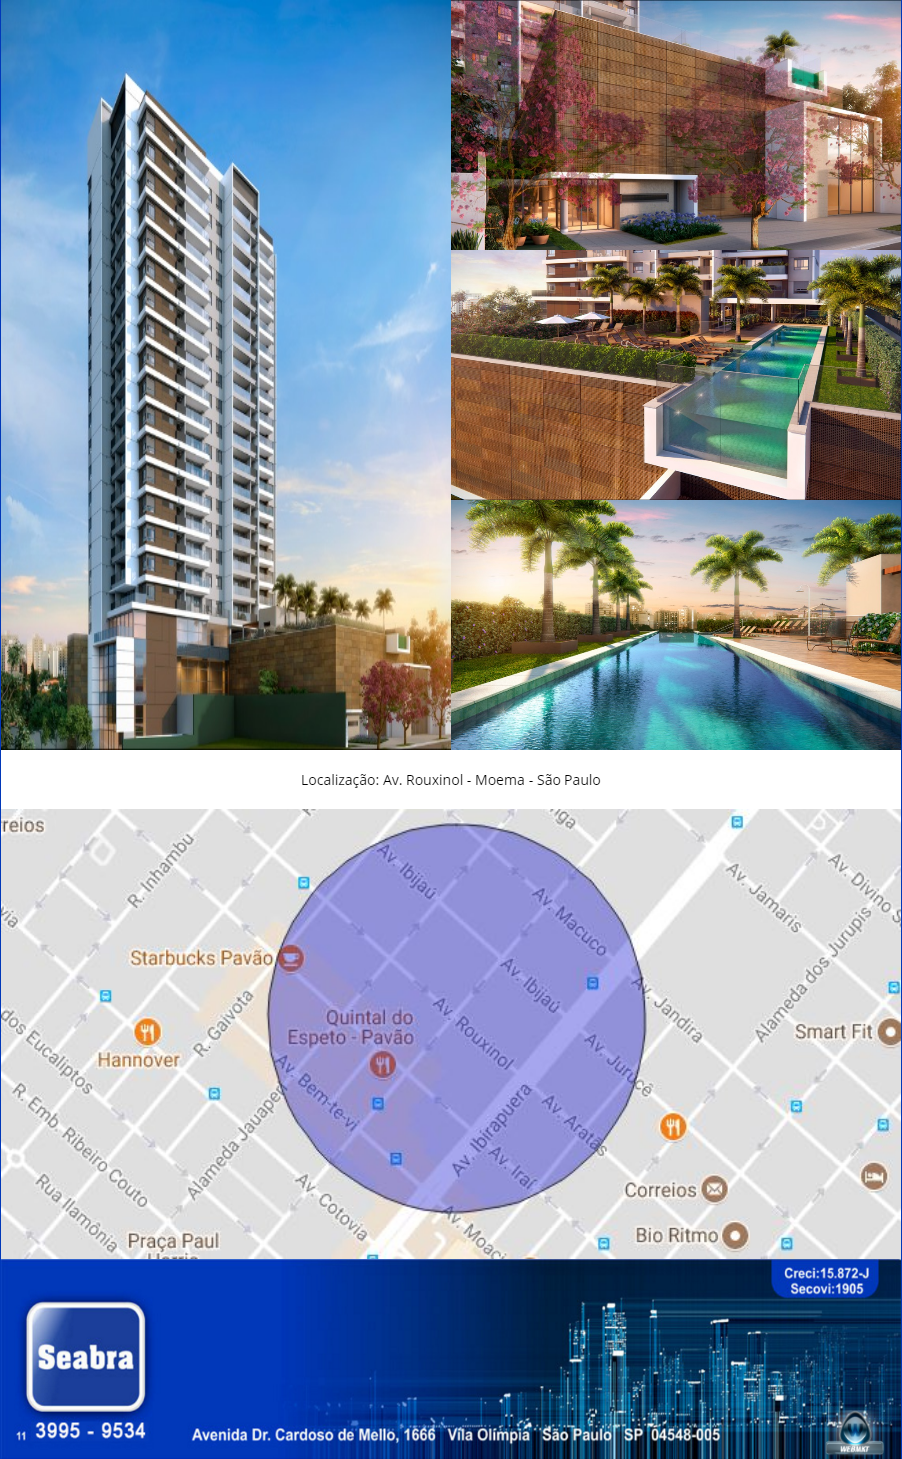 Localização: Av. Rouxinol - Moema - São Paulo
reios
R. Inhambu
Av. Ibijaú
Av. Macuco
Av. Jamaris
Av. Divino S
Alameda dos Jurupis
via
Starbucks Pavão
Av. Ibijaú
Av. Jandira
Quintal do
Espeto - Pavão
Av. Rouxinol
R. Gaivota
dos Eucaliptos
Hannover
Smart Fit
Av. Jurucê
Av. Bem-te-vi
Alameda Jauaperi
R. Emb. Ribeiro Couto
Av. Ibirapuera
Av. Aratãs
Av. Iraí
Rua Ilamônia
Av. Cotovia
Av. Moaci
Correios
Bio Ritmo
Praça Paul
Harris
Creci:15.872-J
Secovi:1905
Seabra
11 3995 - 9534
Avenida Dr. Cardoso de Mello, 1666 Vila Olímpia São Paulo SP 04548-005
WEBMKT